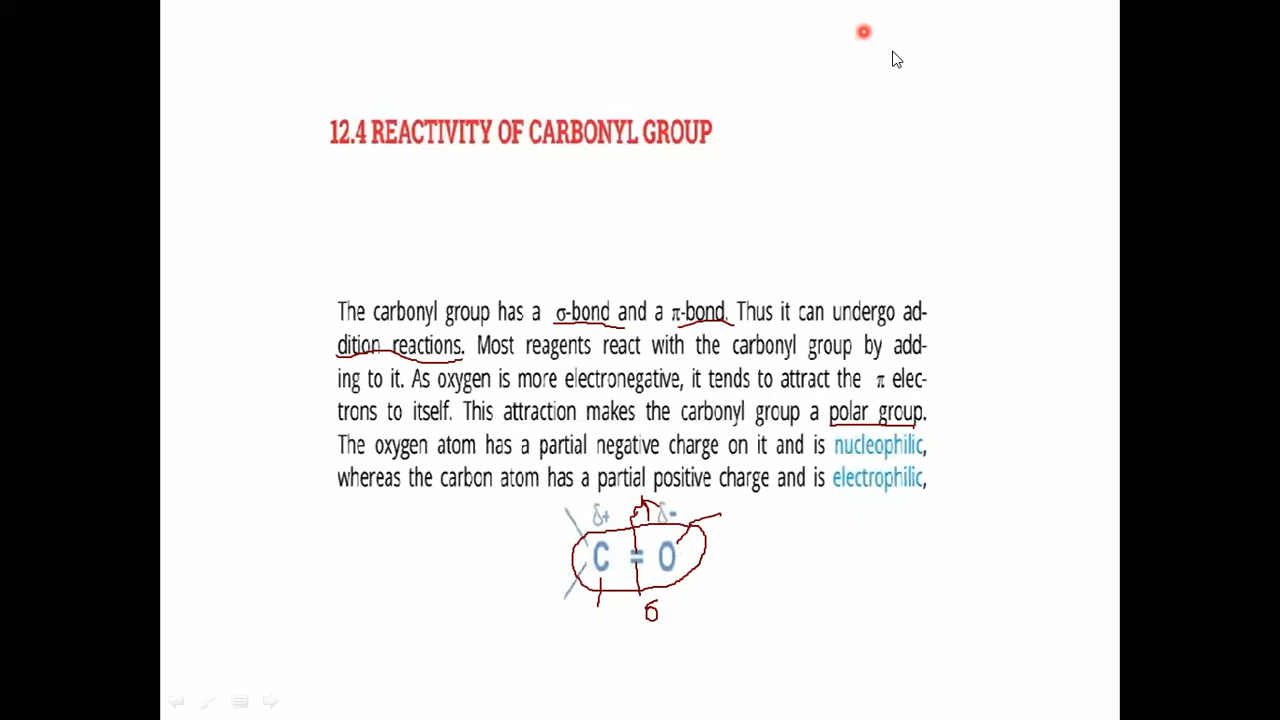 12.4 REACTIVITY OF CARBONYL GROUP
The carbonyl group has a σ-bond and a π-bond. Thus it can undergo ad-
dition reactions. Most reagents react with the carbonyl group by add-
ing to it. As oxygen is more electronegative, it tends to attract the π elec-
trons to itself. This attraction makes the carbonyl group a polar group.
The oxygen atom has a partial negative charge on it and is nucleophilic,
whereas the carbon atom has a partial positive charge and is electrophilic,
δ+ δ-
C = O
σ